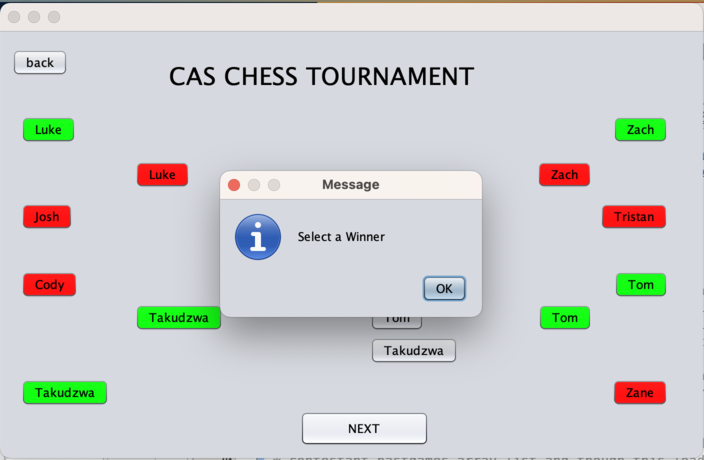 back
CAS CHESS TOURNAMENT
Luke
Zach
Luke
Zach
Message
Josh
Tristan
Select a Winner
Cody
Tom
OK
Takudzwa
Tom
Tom
Takudzwa
Takudzwa
Zane
NEXT